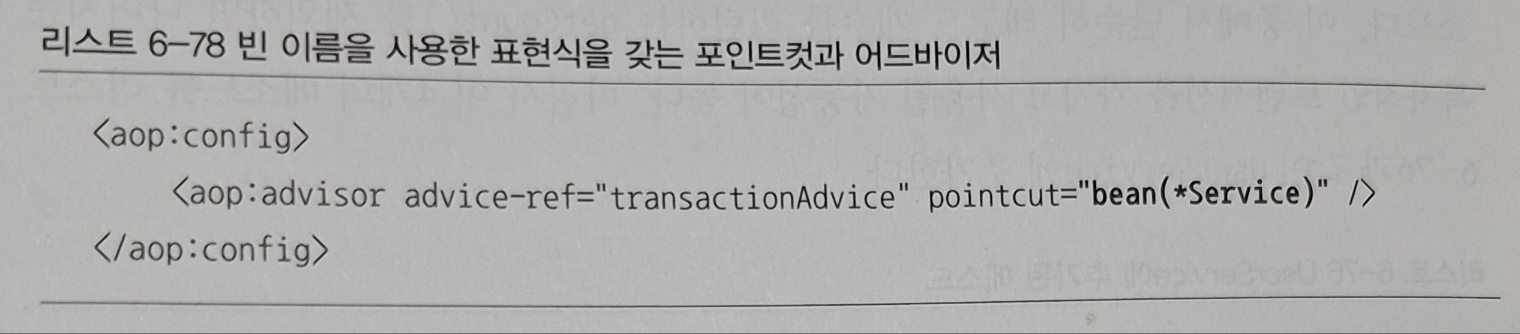 리스트 6-78 빈 이름을 사용한 표현식을 갖는 포인트컷과 어드바이저
<aop:config>
<aop:advisor advice-ref="transactionAdvice" pointcut="bean(*Service)" />
</aop:config>